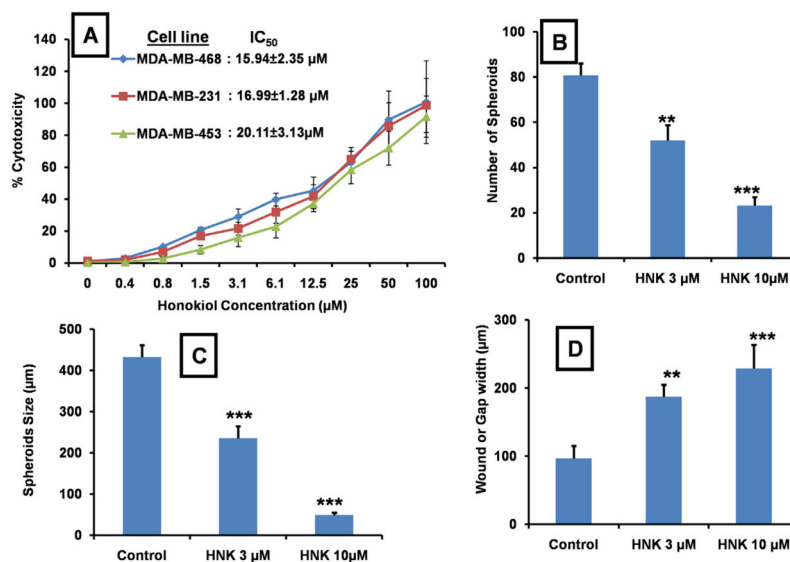 A
Cell line IC50
MDA-MB-468 : 15.94±2.35 µM
MDA-MB-231 : 16.99±1.28 µM
MDA-MB-453 : 20.11±3.13µM
% Cytotoxicity
140
120
100
80
60
40
20
0
0 0.4 0.8 1.5 3.1 6.1 12.5 25 50 100
Honokiol Concentration (µM)
B
Number of Spheroids
100
80
60
40
20
0
**
***
Control HNK 3 µM HNK 10µM
C
Spheroids Size (µm)
500
400
300
200
100
0
***
***
Control HNK 3 µM HNK 10µM
D
Wound or Gap width (µm)
300
200
100
0
**
***
Control HNK 3 µM HNK 10 µM